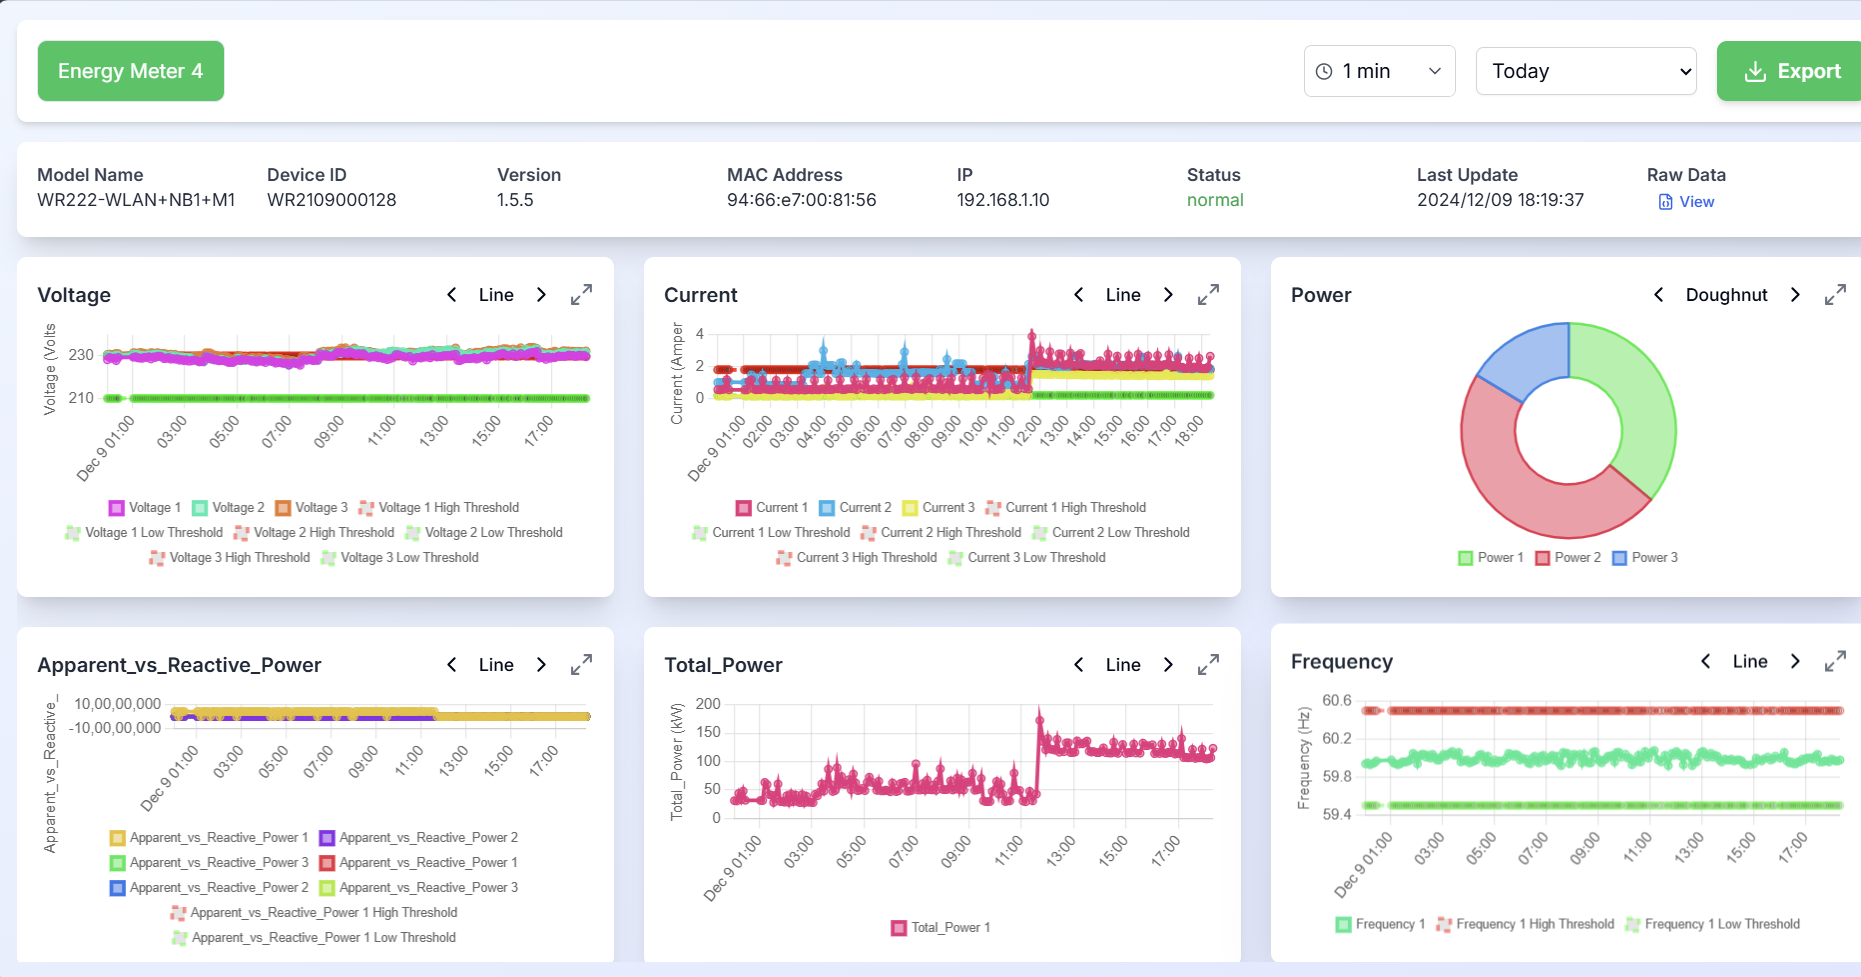 Energy Meter 4
1 min
Today
Export
Model Name
WR222-WLAN+NB1+M1
Device ID
WR2109000128
Version
1.5.5
MAC Address
94:66:e7:00:81:56
IP
192.168.1.10
Status
normal
Last Update
2024/12/09 18:19:37
Raw Data
View
Voltage
Line
Voltage (Volts
230
210
Dec 9 01:00 03:00 05:00 07:00 09:00 11:00 13:00 15:00 17:00
Voltage 1 Voltage 2 Voltage 3 Voltage 1 High Threshold
Voltage 1 Low Threshold Voltage 2 High Threshold Voltage 2 Low Threshold
Voltage 3 High Threshold Voltage 3 Low Threshold
Current
Line
Current (Amper
4
2
0
Dec 9 01:00 02:00 03:00 04:00 05:00 06:00 07:00 08:00 09:00 10:00 11:00 12:00 13:00 14:00 15:00 16:00 17:00 18:00
Current 1 Current 2 Current 3 Current 1 High Threshold
Current 1 Low Threshold Current 2 High Threshold Current 2 Low Threshold
Current 3 High Threshold Current 3 Low Threshold
Power
Doughnut
Power 1 Power 2 Power 3
Apparent_vs_Reactive_Power
Line
Apparent_vs_Reactive_
10,00,00,000
-10,00,00,000
Dec 9 01:00 03:00 05:00 07:00 09:00 11:00 13:00 15:00 17:00
Apparent_vs_Reactive_Power 1 Apparent_vs_Reactive_Power 2
Apparent_vs_Reactive_Power 3 Apparent_vs_Reactive_Power 1
Apparent_vs_Reactive_Power 2 Apparent_vs_Reactive_Power 3
Apparent_vs_Reactive_Power 1 High Threshold
Apparent_vs_Reactive_Power 1 Low Threshold
Total_Power
Line
Total_Power (kW)
200
150
100
50
0
Dec 9 01:00 03:00 05:00 07:00 09:00 11:00 13:00 15:00 17:00
Total_Power 1
Frequency
Line
Frequency (Hz)
60.6
60.2
59.8
59.4
Dec 9 01:00 03:00 05:00 07:00 09:00 11:00 13:00 15:00 17:00
Frequency 1 Frequency 1 High Threshold Frequency 1 Low Threshold